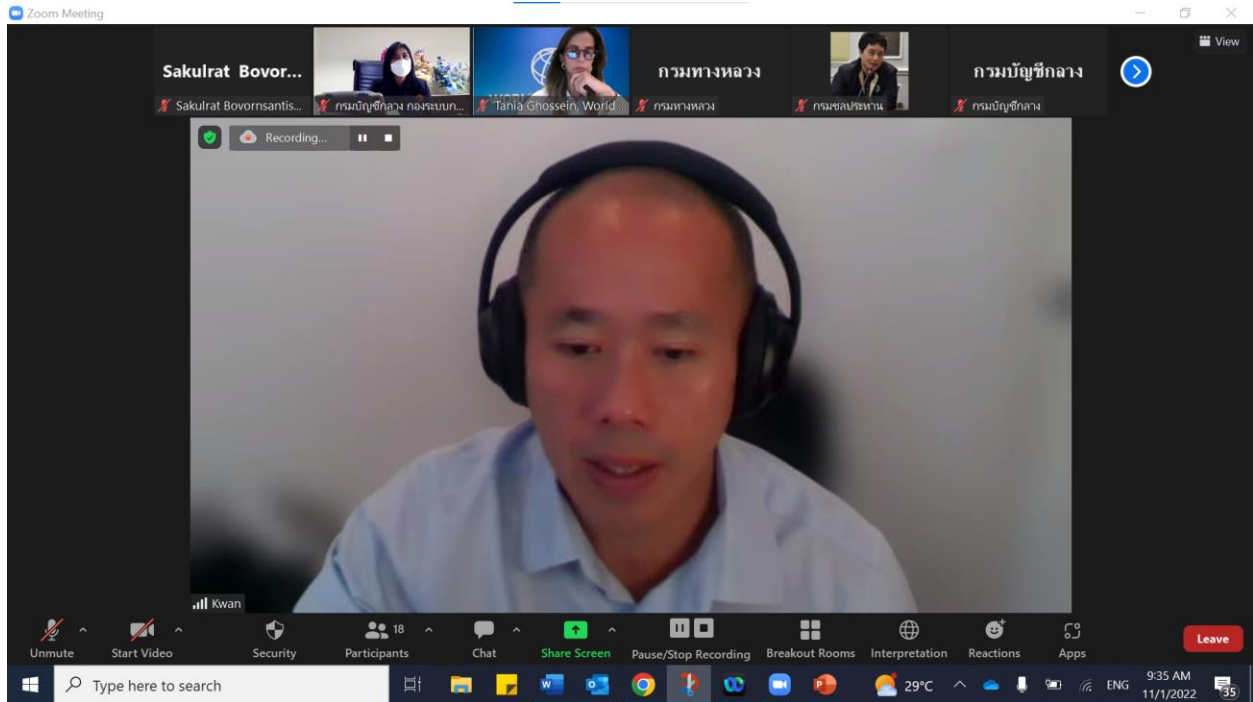 Zoom Meeting
View
Sakulrat Bovor...
กรมทางหลวง
กรมบัญชีกลาง
Sakulrat Bovornsantis...
กรมบัญชีกลาง กองระบบก...
Tania Ghossein, World ...
กรมทางหลวง
กรมชลประทาน
กรมบัญชีกลาง
Recording...
Kwan
18
Unmute
Start Video
Security
Participants
Chat
Share Screen
Pause/Stop Recording
Breakout Rooms
Interpretation
Reactions
Apps
Leave
Type here to search
29°C
ENG
9:35 AM
11/1/2022
35